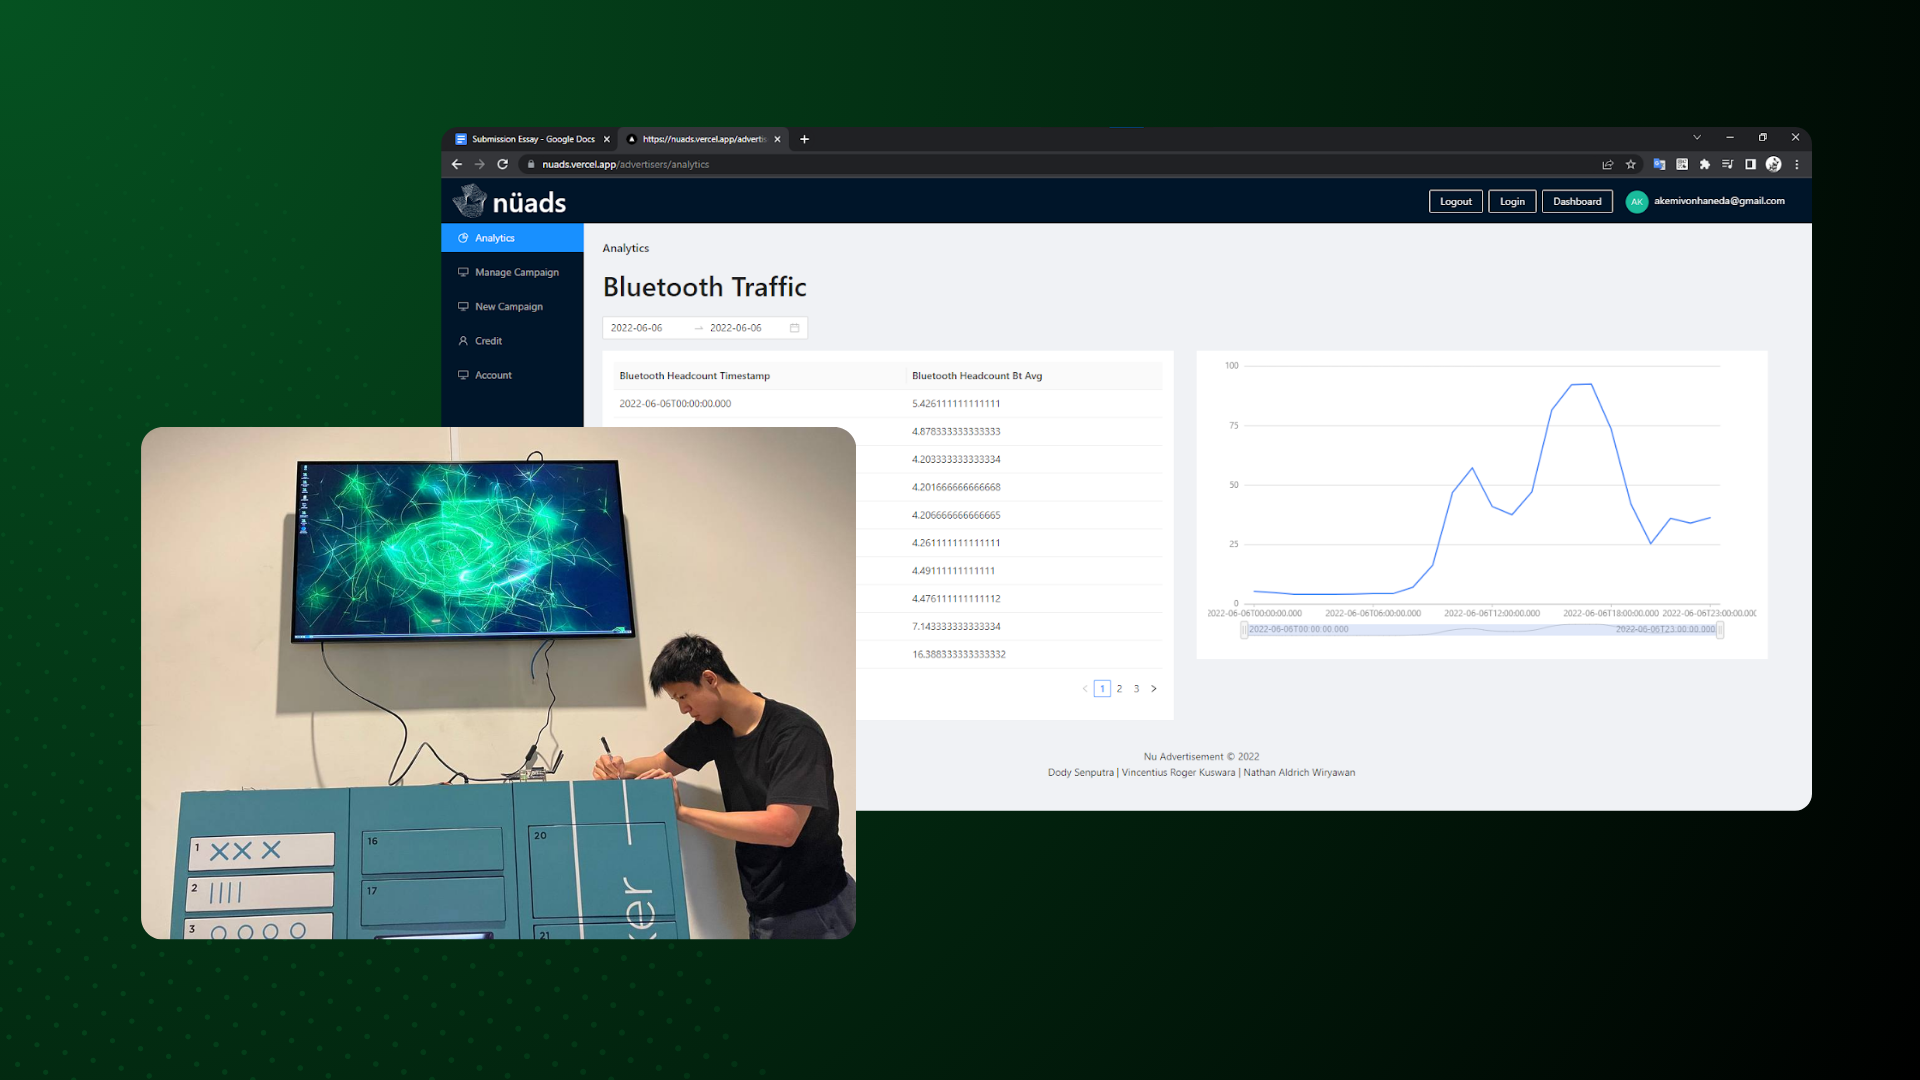 Submission Essay - Google Docs
https://nuads.vercel.app/advertis
nuads.vercel.app/advertisers/analytics
nüads
Logout
Login
Dashboard
AK
akemivonhaneda@gmail.com
Analytics
Manage Campaign
New Campaign
Credit
Account
Analytics
Bluetooth Traffic
2022-06-06 → 2022-06-06
Bluetooth Headcount Timestamp Bluetooth Headcount Bt Avg
2022-06-06T00:00:00.000 5.426111111111111
4.878333333333333
4.203333333333334
4.201666666666668
4.206666666666665
4.261111111111111
4.49111111111111
4.476111111111112
7.143333333333334
16.388333333333332
< 1 2 3 >
100
75
50
25
0
2022-06-06T00:00:00.000 2022-06-06T06:00:00.000 2022-06-06T12:00:00.000 2022-06-06T18:00:00.000 2022-06-06T23:00:00.000
2022-06-06T00:00:00.000 2022-06-06T23:00:00.000
Nu Advertisement © 2022
Dody Senputra | Vincentius Roger Kuswara | Nathan Aldrich Wiryawan
1
2
3
16
17
20
21
ker